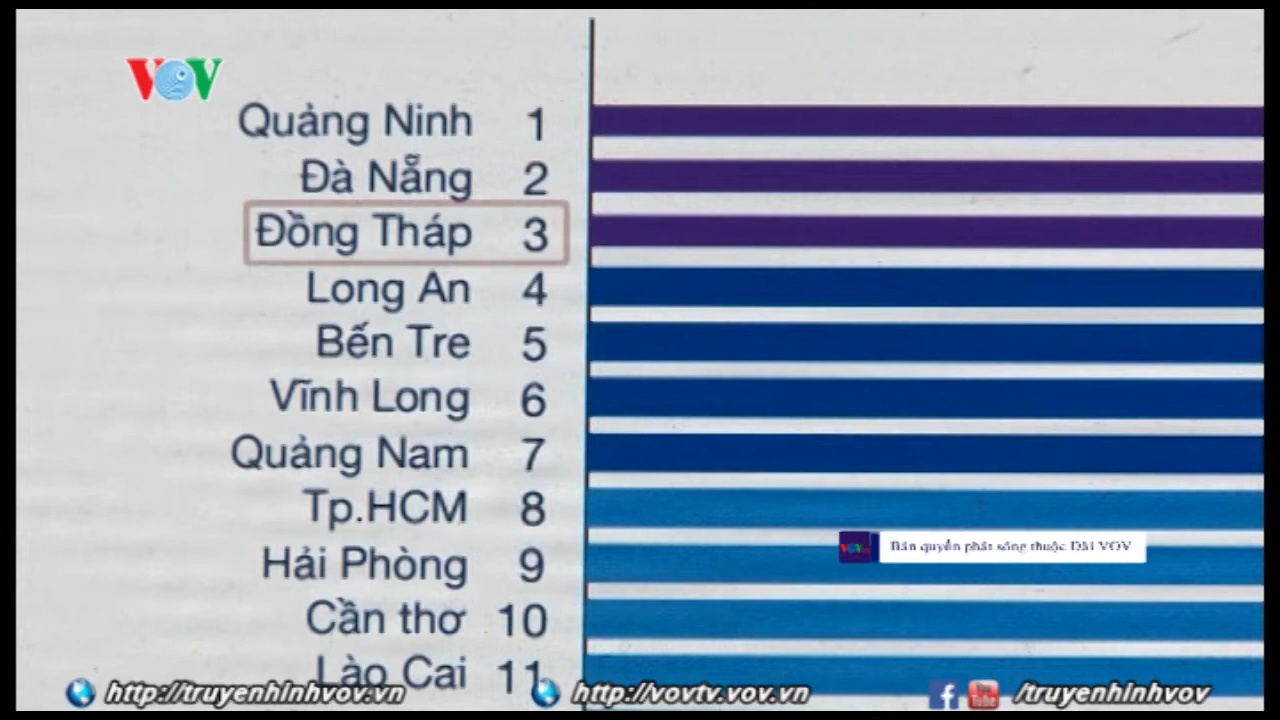 VOV
Quảng Ninh 1
Đà Nẵng 2
Đồng Tháp 3
Long An 4
Bến Tre 5
Vĩnh Long 6
Quảng Nam 7
Tp.HCM 8
VOV Bản quyền phát sóng thuộc Đài VOV
Hải Phòng 9
Cần thơ 10
Lào Cai 11
http://truyenhinhvov.vn http://vovtv.vov.vn /truyenhinhvov